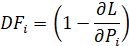 DF_i = (1 − ∂L/∂P_i)